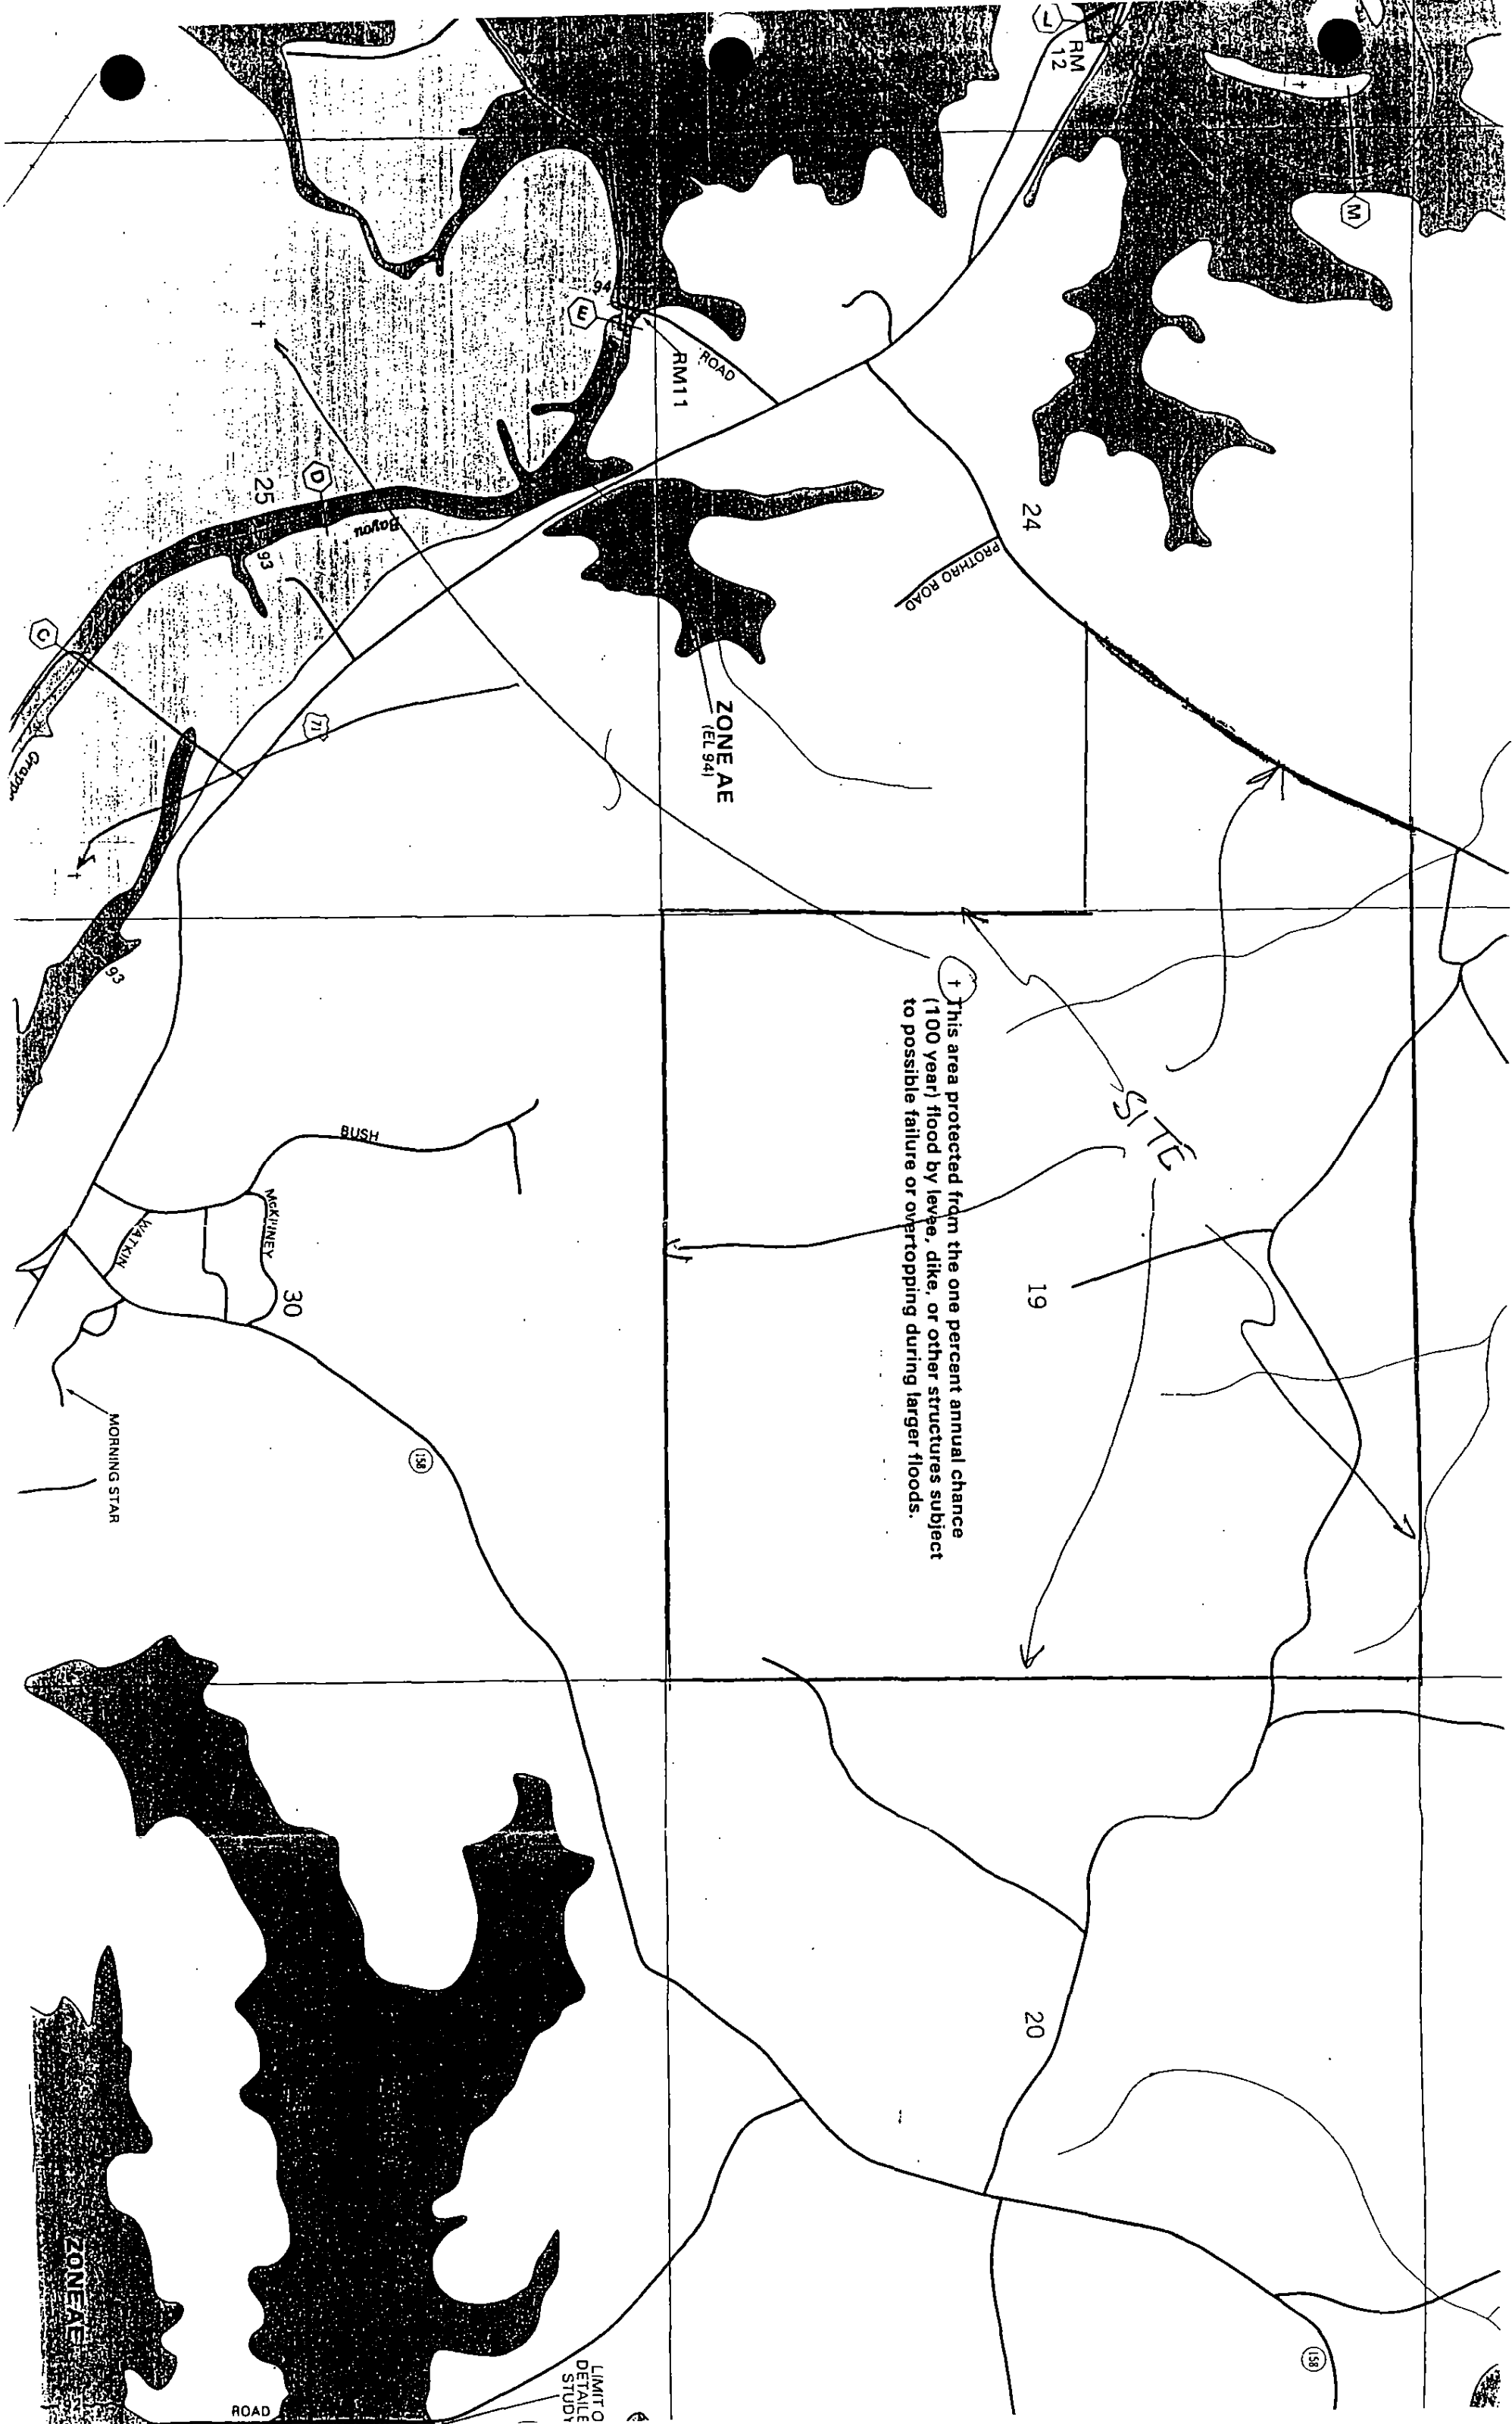 L
RM
12
M
24
PROTHRO ROAD
94
E
ROAD
RM11
ZONE AE
(EL 94)
D
25
Bayou
93
C
71
†
†
†
93
† This area protected from the one percent annual chance
(100 year) flood by levee, dike, or other structures subject
to possible failure or overtopping during larger floods.
SITE
19
BUSH
McKINNEY
WATKIN
30
MORNING STAR
158
20
158
ZONE AE
ROAD
LIMIT O
DETAILE
STUDY